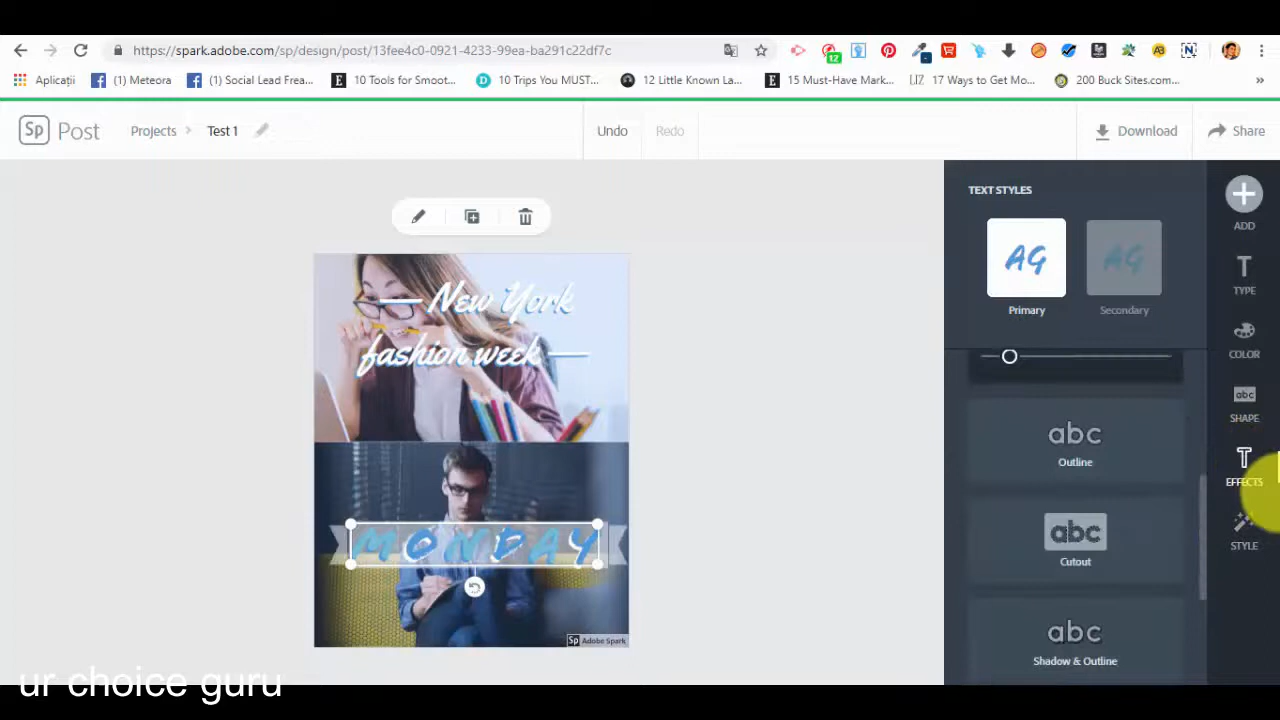 https://spark.adobe.com/sp/design/post/13fee4c0-0921-4233-99ea-ba291c22df7c
12
Aplicații
(1) Meteora
(1) Social Lead Frea...
10 Tools for Smoot...
10 Trips You MUST...
12 Little Known La...
15 Must-Have Mark...
LIZ
17 Ways to Get Mo...
200 Buck Sites.com...
»
Sp Post
Projects
Test 1
Undo
Redo
Download
Share
TEXT STYLES
AG
AG
Primary
Secondary
ADD
TYPE
COLOR
abc
SHAPE
EFFECTS
STYLE
abc
Outline
abc
Cutout
abc
Shadow & Outline
— New York
fashion week —
MONDAY
Sp Adobe Spark
ur choice guru